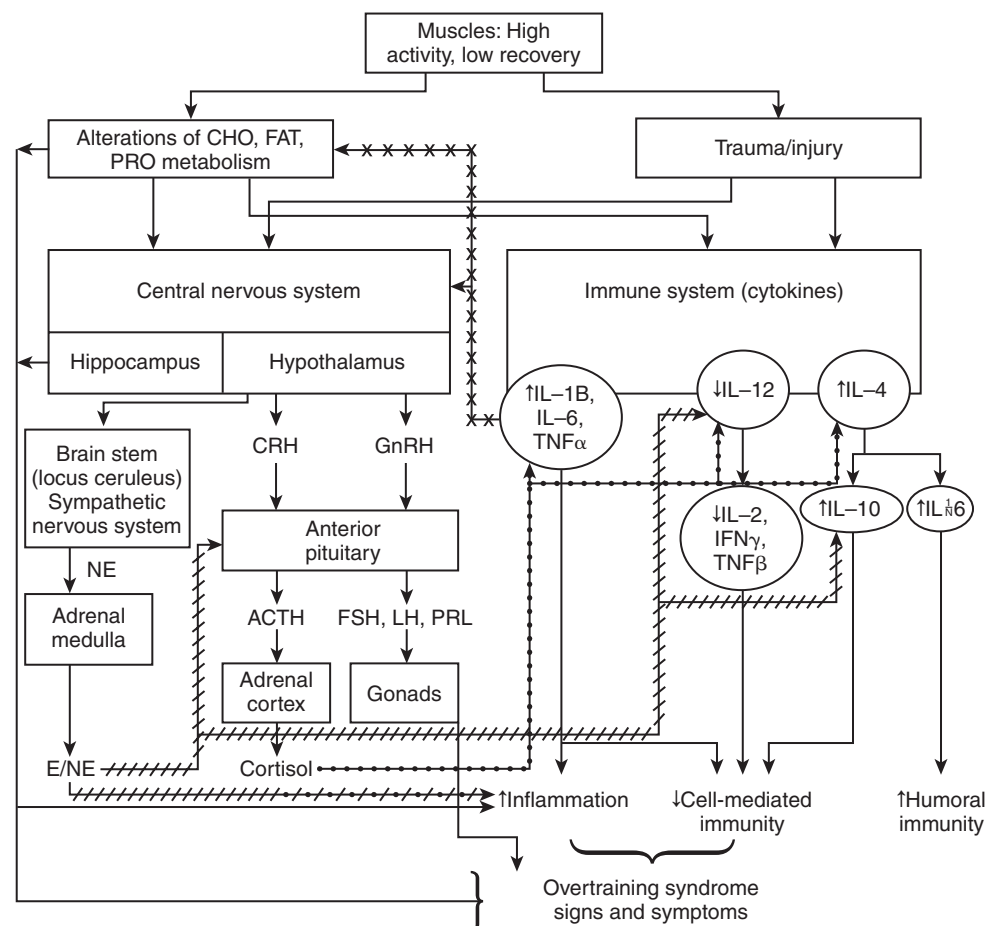 Muscles: High
activity, low recovery
Alterations of CHO, FAT,
PRO metabolism
Trauma/injury
Central nervous system
Immune system (cytokines)
Hippocampus
Hypothalamus
↑IL–1B,
IL–6,
TNFα
↓IL–12
↑IL–4
Brain stem
(locus ceruleus)
Sympathetic
nervous system
CRH
GnRH
↓IL–2,
IFNγ,
TNFβ
↑IL–10
↑IL 1/N 6
Anterior
pituitary
NE
Adrenal
medulla
ACTH
FSH, LH, PRL
Adrenal
cortex
Gonads
E/NE
Cortisol
↑Inflammation
↓Cell-mediated
immunity
↑Humoral
immunity
Overtraining syndrome
signs and symptoms